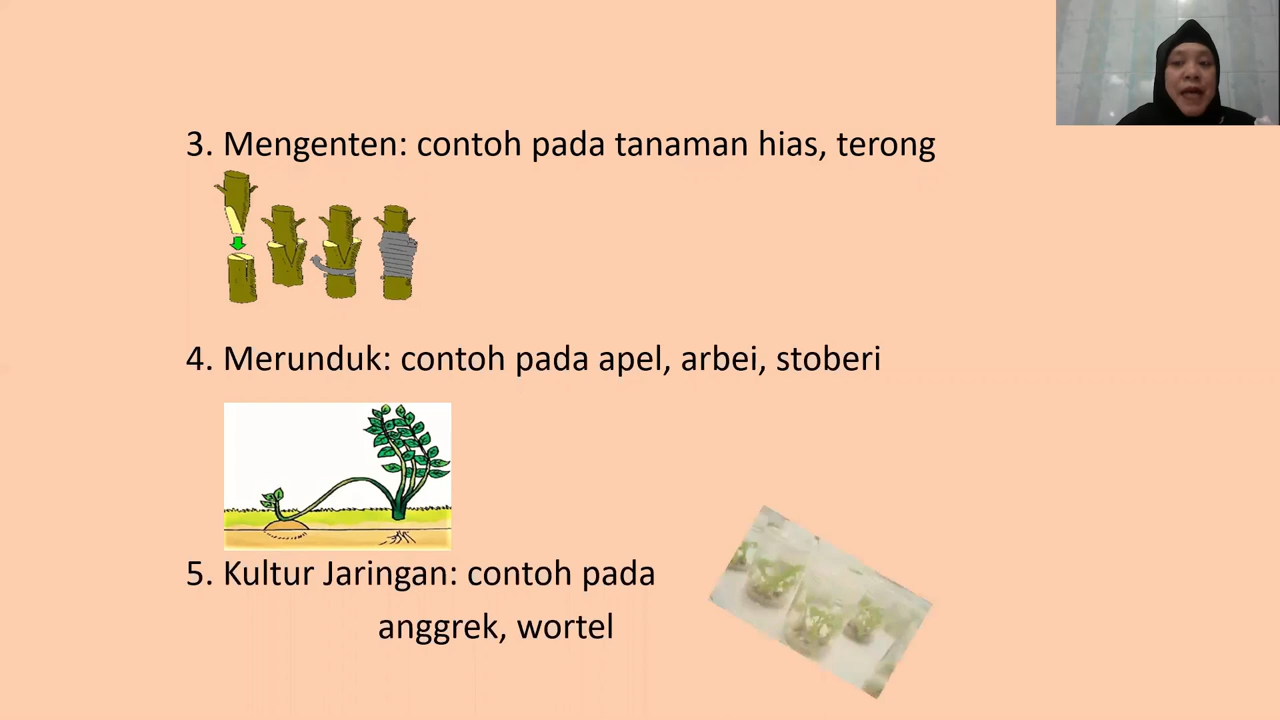 3. Mengenten: contoh pada tanaman hias, terong
4. Merunduk: contoh pada apel, arbei, stoberi
5. Kultur Jaringan: contoh pada
anggrek, wortel